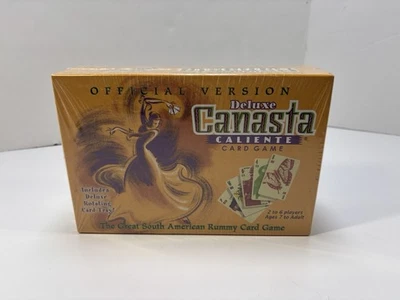 OFFICIAL VERSION
Deluxe
Canasta
CALIENTE
CARD GAME
Includes
Deluxe
Rotating
Card Tray!
2 to 6 players
Ages 7 to Adult
The Great South American Rummy Card Game